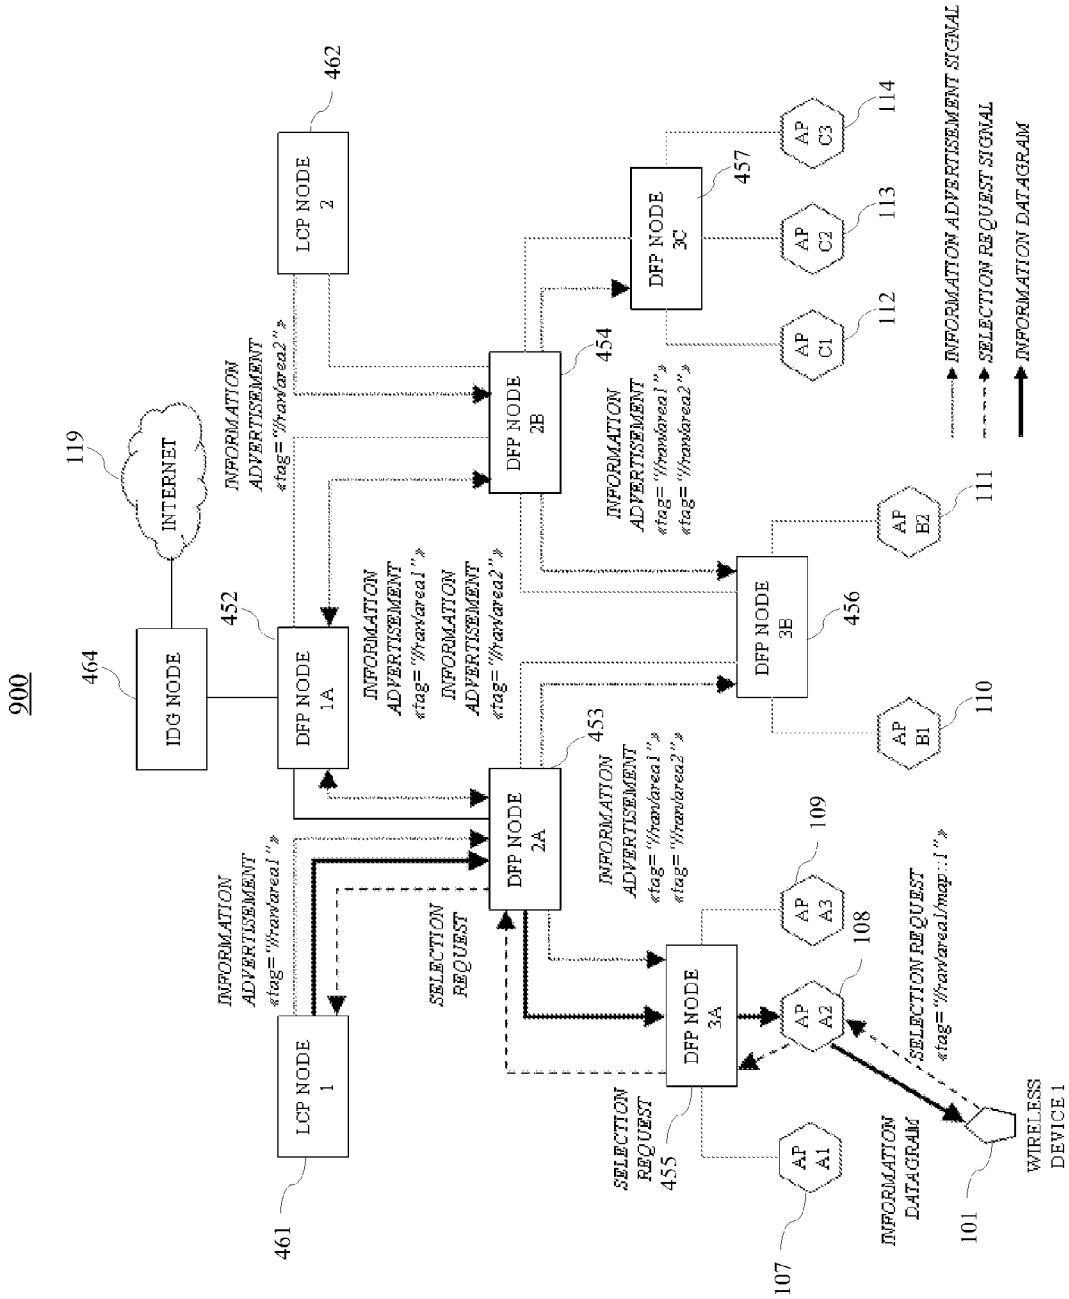 900
119
INTERNET
464
IDG NODE
452
DFP NODE
1A
461
LCP NODE
1
462
LCP NODE
2
INFORMATION
ADVERTISEMENT
«tag="//ran/area1"»
INFORMATION
ADVERTISEMENT
«tag="//ran/area2"»
INFORMATION
ADVERTISEMENT
«tag="//ran/area1"»
INFORMATION
ADVERTISEMENT
«tag="//ran/area2"»
SELECTION
REQUEST
DFP NODE
2A
453
DFP NODE
2B
454
INFORMATION
ADVERTISEMENT
«tag="//ran/area1"»
«tag="//ran/area2"»
INFORMATION
ADVERTISEMENT
«tag="//ran/area1"»
«tag="//ran/area2"»
SELECTION
REQUEST
455
DFP NODE
3A
DFP NODE
3B
456
DFP NODE
3C
457
AP
A1
107
AP
A2
108
AP
A3
109
AP
B1
110
AP
B2
111
AP
C1
112
AP
C2
113
AP
C3
114
INFORMATION
DATAGRAM
SELECTION REQUEST
«tag="//ran/area1/map::1"»
101
WIRELESS
DEVICE 1
INFORMATION ADVERTISEMENT SIGNAL
SELECTION REQUEST SIGNAL
INFORMATION DATAGRAM